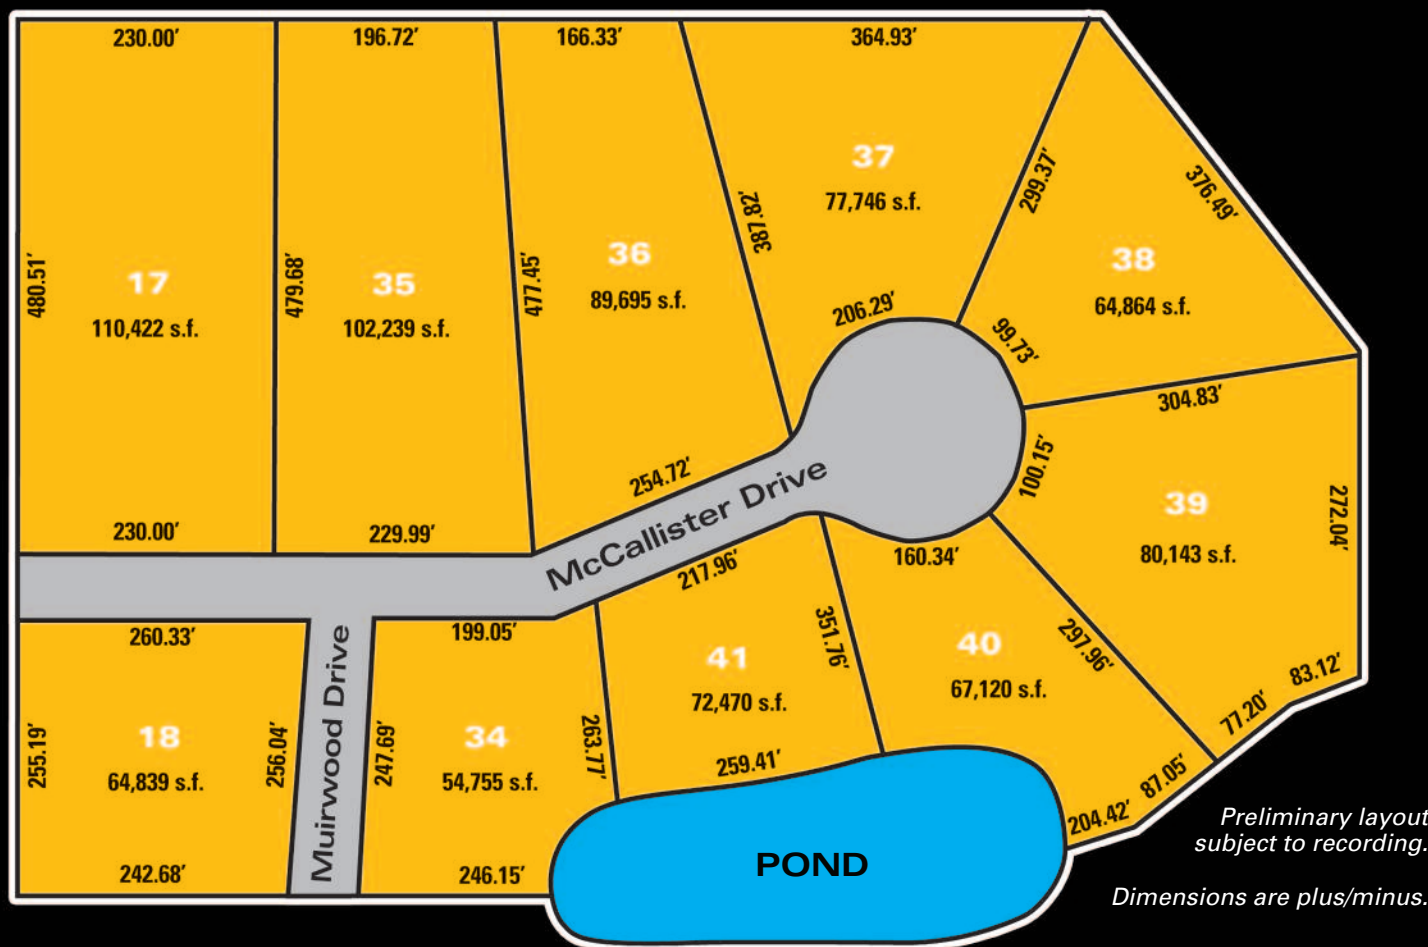 230.00′
196.72′
166.33′
364.93′
480.51′
17
110,422 s.f.
479.68′
35
102,239 s.f.
477.45′
36
89,695 s.f.
387.82′
37
77,746 s.f.
299.37′
376.49′
38
64,864 s.f.
206.29′
99.73′
304.83′
230.00′
229.99′
254.72′
McCallister Drive
100.15′
39
80,143 s.f.
272.04′
260.33′
199.05′
217.96′
160.34′
255.19′
18
64,839 s.f.
256.04′
Muirwood Drive
247.69′
34
54,755 s.f.
263.77′
41
72,470 s.f.
351.76′
40
67,120 s.f.
297.96′
83.12′
77.20′
259.41′
87.05′
204.42′
242.68′
246.15′
POND
Preliminary layout
subject to recording.
Dimensions are plus/minus.